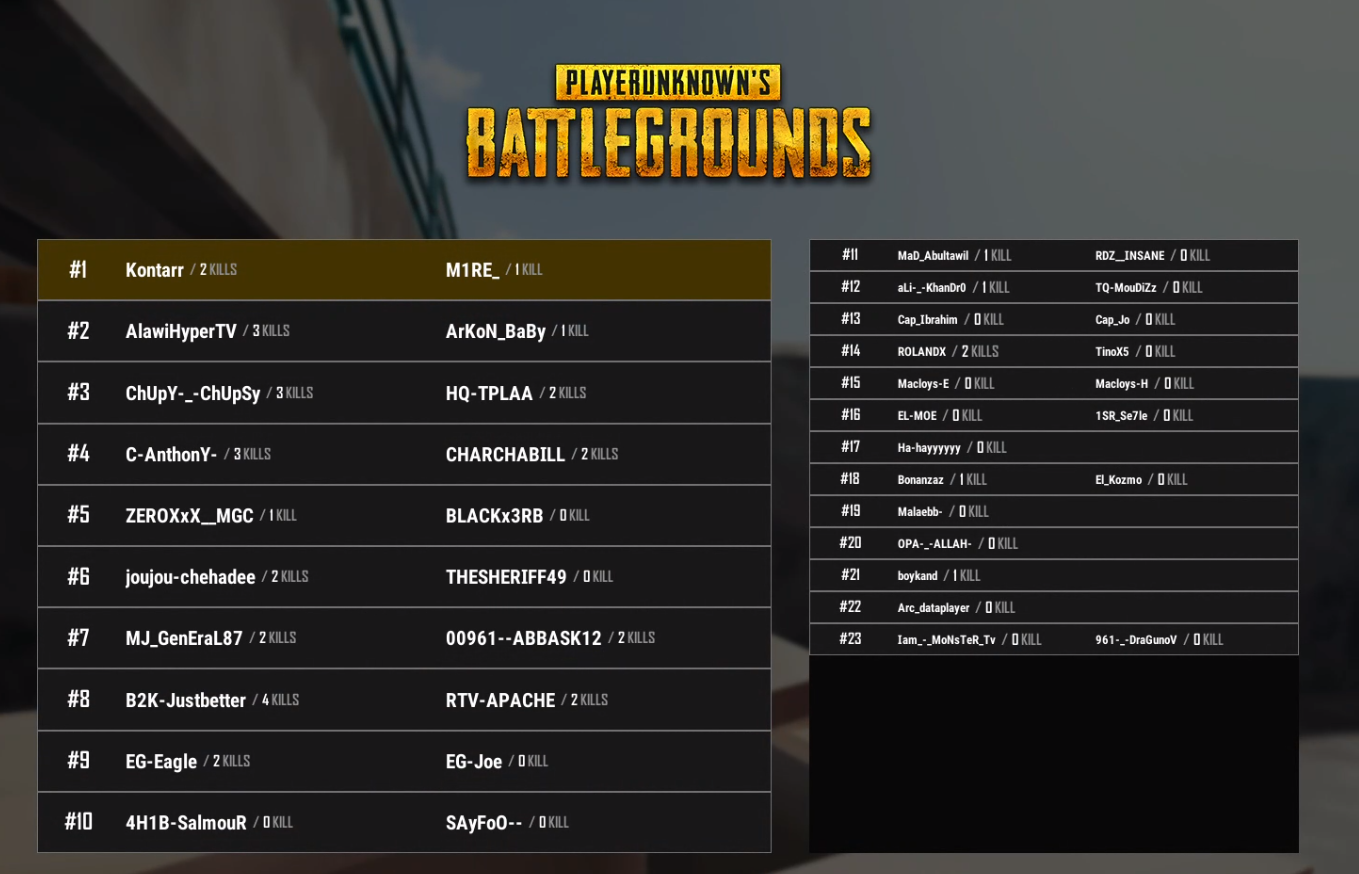 PLAYERUNKNOWN'S
BATTLEGROUNDS
#1 Kontarr / 2 KILLS M1RE_ / 1 KILL
#2 AlawiHyperTV / 3 KILLS ArKoN_BaBy / 1 KILL
#3 ChUpY-_-ChUpSy / 3 KILLS HQ-TPLAA / 2 KILLS
#4 C-AnthonY- / 3 KILLS CHARCHABILL / 2 KILLS
#5 ZEROXxX__MGC / 1 KILL BLACKx3RB / 0 KILL
#6 joujou-chehadee / 2 KILLS THESHERIFF49 / 0 KILL
#7 MJ_GenEraL87 / 2 KILLS 00961--ABBASK12 / 2 KILLS
#8 B2K-Justbetter / 4 KILLS RTV-APACHE / 2 KILLS
#9 EG-Eagle / 2 KILLS EG-Joe / 0 KILL
#10 4H1B-SalmouR / 0 KILL SAyFoO-- / 0 KILL
#11 MaD_Abultawil / 1 KILL RDZ__INSANE / 0 KILL
#12 aLi-_-KhanDr0 / 1 KILL TQ-MouDiZz / 0 KILL
#13 Cap_Ibrahim / 0 KILL Cap_Jo / 0 KILL
#14 ROLANDX / 2 KILLS TinoX5 / 0 KILL
#15 Macloys-E / 0 KILL Macloys-H / 0 KILL
#16 EL-MOE / 0 KILL 1SR_Se7le / 0 KILL
#17 Ha-hayyyyyy / 0 KILL
#18 Bonanzaz / 1 KILL El_Kozmo / 0 KILL
#19 Malaebb- / 0 KILL
#20 OPA-_-ALLAH- / 0 KILL
#21 boykand / 1 KILL
#22 Arc_dataplayer / 0 KILL
#23 Iam_-_MoNsTeR_Tv / 0 KILL 961-_-DraGunoV / 0 KILL